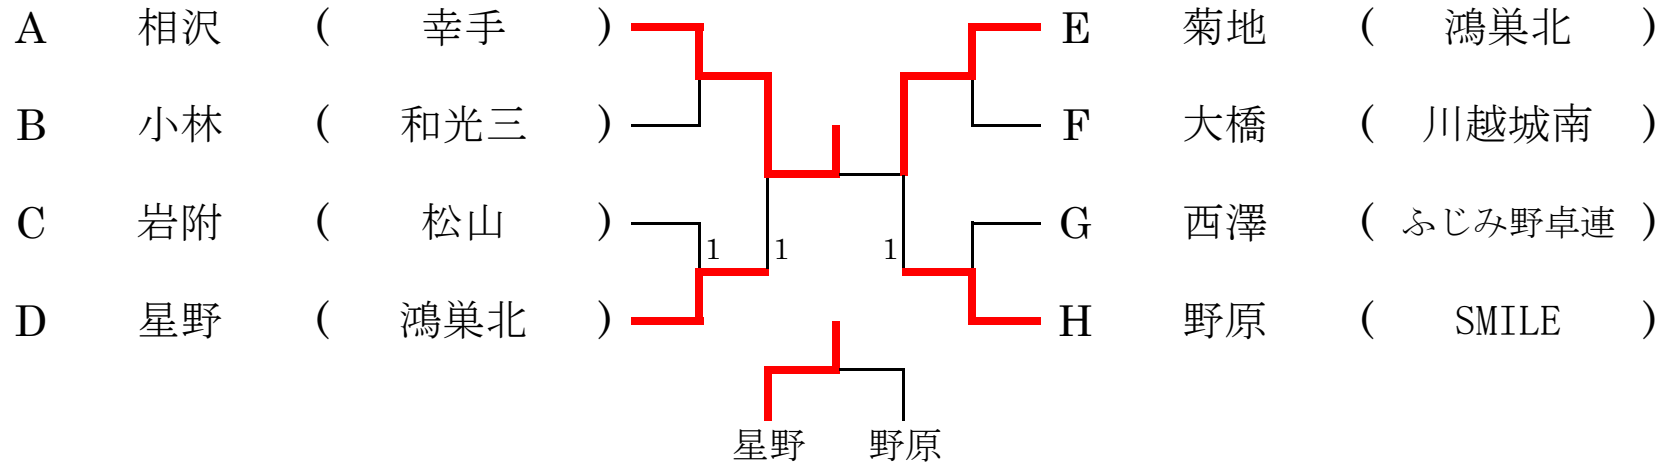 A 相沢 ( 幸手 ) E 菊地 ( 鴻巣北 )
B 小林 ( 和光三 ) F 大橋 ( 川越城南 )
C 岩附 ( 松山 ) G 西澤 ( ふじみ野卓連 )
1 1 1
D 星野 ( 鴻巣北 ) H 野原 ( SMILE )
星野 野原